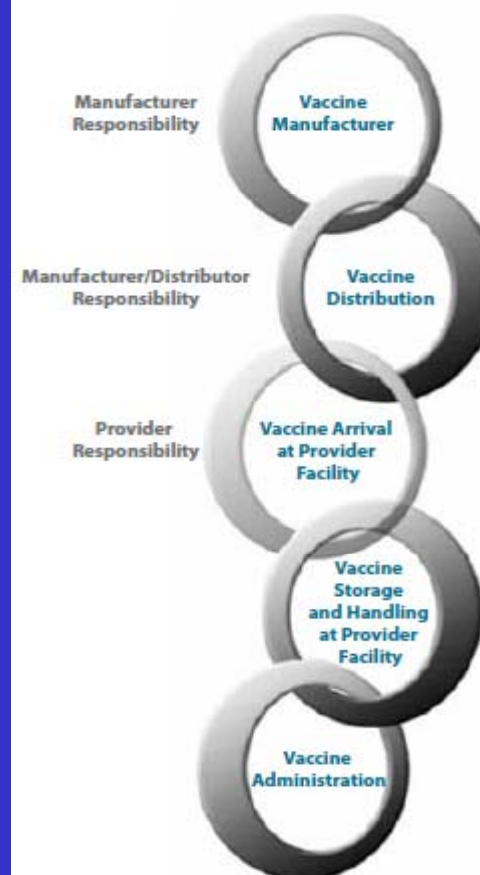 Manufacturer
Responsibility
Vaccine
Manufacturer
Manufacturer/Distributor
Responsibility
Vaccine
Distribution
Provider
Responsibility
Vaccine Arrival
at Provider
Facility
Vaccine
Storage
and Handling
at Provider
Facility
Vaccine
Administration